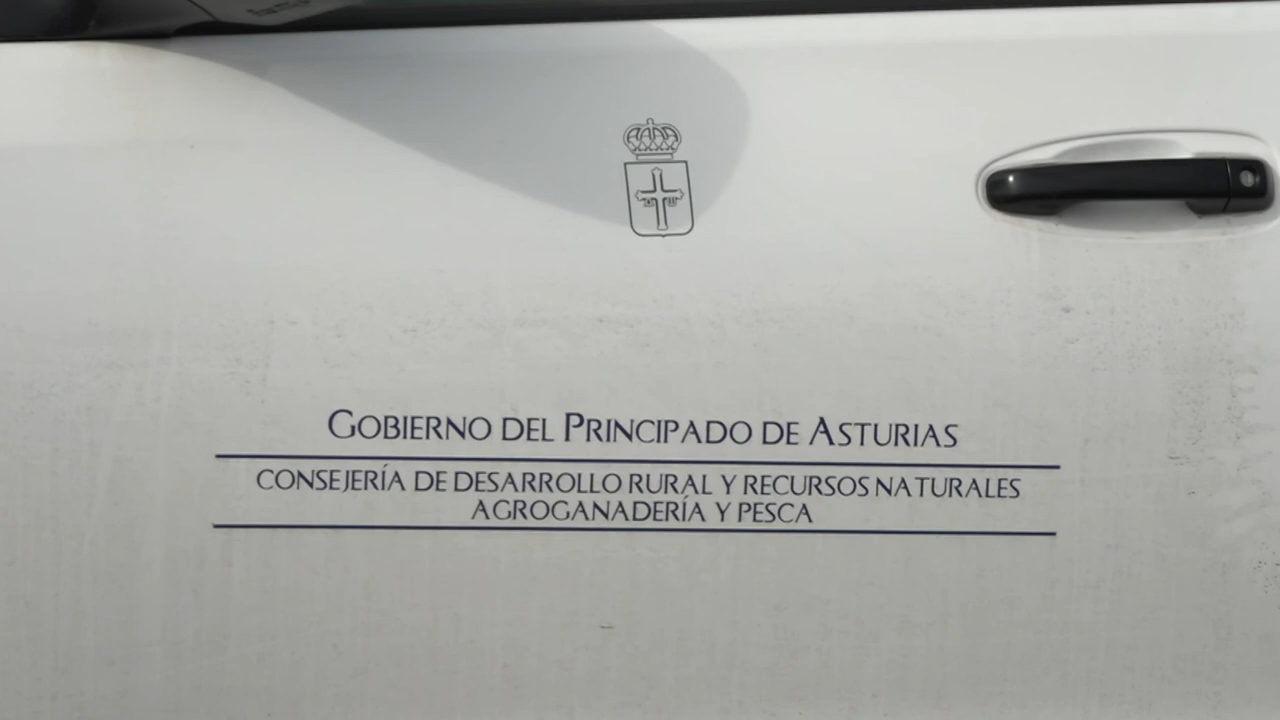 GOBIERNO DEL PRINCIPADO DE ASTURIAS
CONSEJERÍA DE DESARROLLO RURAL Y RECURSOS NATURALES
AGROGANADERÍA Y PESCA